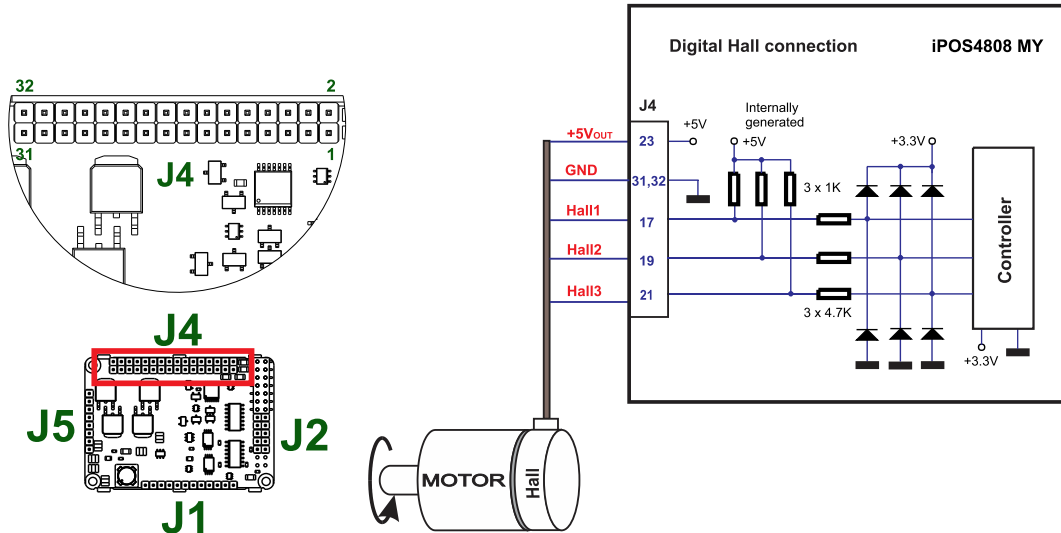 32
2
31
1
J4
J4
J5
J2
J1
Digital Hall connection
iPOS4808 MY
J4
+5VOUT
23
+5V
GND
31,32
Hall1
17
Hall2
19
Hall3
21
Internally
generated
+5V
3 x 1K
3 x 4.7K
+3.3V
Controller
+3.3V
MOTOR
Hall